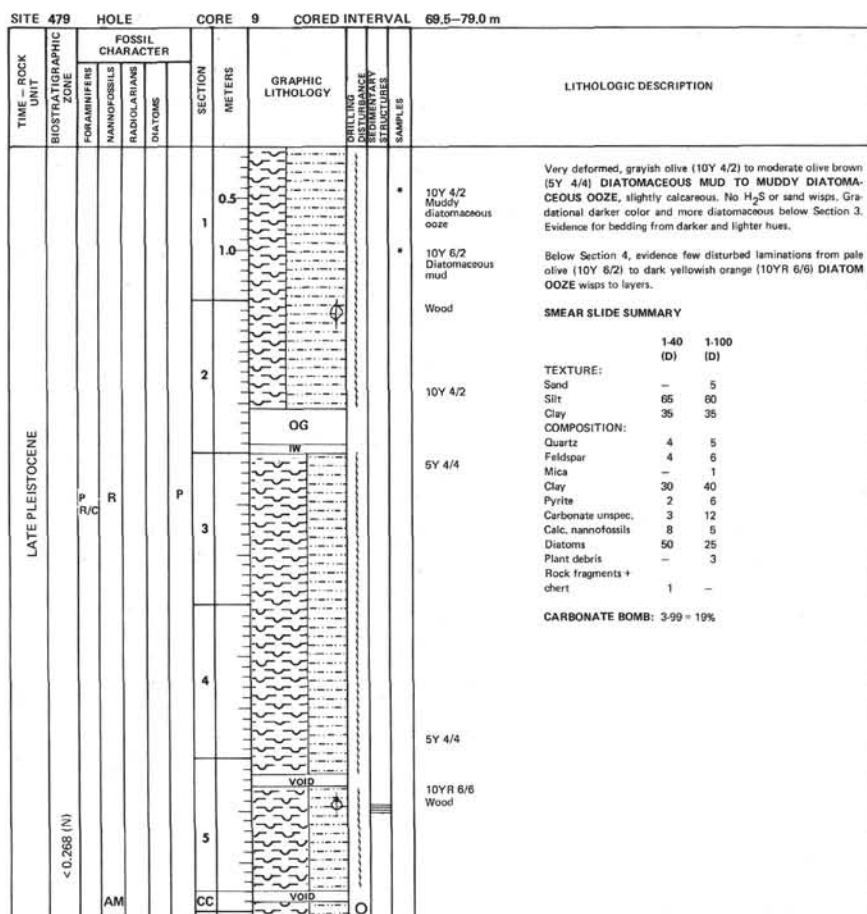 SITE 479 HOLE CORE 9 CORED INTERVAL 69.5–79.0 m
TIME – ROCK UNIT
BIOSTRATIGRAPHIC ZONE
FOSSIL CHARACTER
FORAMINIFERS
NANNOFOSSILS
RADIOLARIANS
DIATOMS
SECTION
METERS
GRAPHIC LITHOLOGY
DRILLING DISTURBANCE
SEDIMENTARY STRUCTURES
SAMPLES
LITHOLOGIC DESCRIPTION
LATE PLEISTOCENE
<0.268 (N)
P
R/C
R
P
AM
1
2
3
4
5
CC
0.5
1.0
OG
IW
VOID
VOID
*
*
10Y 4/2
Muddy
diatomaceous
ooze
10Y 6/2
Diatomaceous
mud
Wood
10Y 4/2
5Y 4/4
5Y 4/4
10YR 6/6
Wood
Very deformed, grayish olive (10Y 4/2) to moderate olive brown
(5Y 4/4) DIATOMACEOUS MUD TO MUDDY DIATOMA-
CEOUS OOZE, slightly calcareous. No H2S or sand wisps. Gra-
dational darker color and more diatomaceous below Section 3.
Evidence for bedding from darker and lighter hues.
Below Section 4, evidence few disturbed laminations from pale
olive (10Y 6/2) to dark yellowish orange (10YR 6/6) DIATOM
OOZE wisps to layers.
SMEAR SLIDE SUMMARY
1-40 1-100
(D) (D)
TEXTURE:
Sand – 5
Silt 65 60
Clay 35 35
COMPOSITION:
Quartz 4 5
Feldspar 4 6
Mica – 1
Clay 30 40
Pyrite 2 6
Carbonate unspec. 3 12
Calc. nannofossils 8 5
Diatoms 50 25
Plant debris – 3
Rock fragments +
chert 1 –
CARBONATE BOMB: 3-99 = 19%